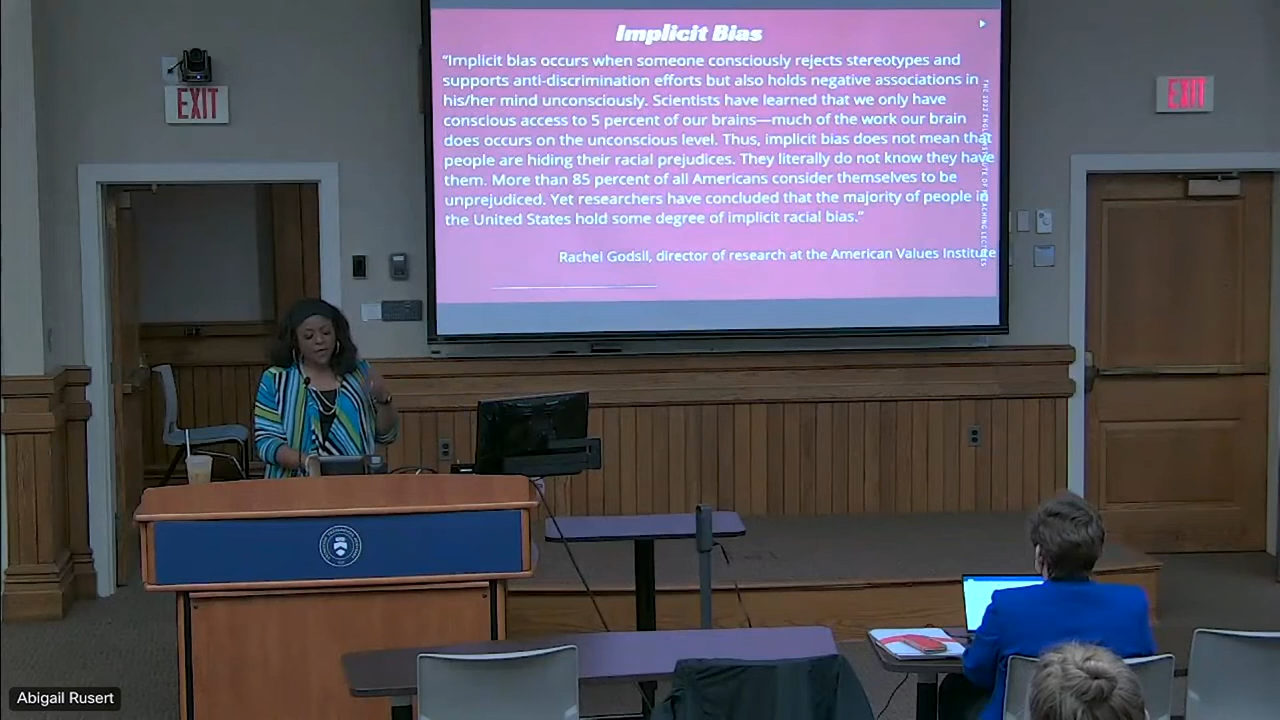 Implicit Bias
“Implicit bias occurs when someone consciously rejects stereotypes and
supports anti-discrimination efforts but also holds negative associations in
his/her mind unconsciously. Scientists have learned that we only have
conscious access to 5 percent of our brains—much of the work our brain
does occurs on the unconscious level. Thus, implicit bias does not mean that
people are hiding their racial prejudices. They literally do not know they have
them. More than 85 percent of all Americans consider themselves to be
unprejudiced. Yet researchers have concluded that the majority of people in
the United States hold some degree of implicit racial bias.”
Rachel Godsil, director of research at the American Values Institute
EXIT
EXIT
Abigail Rusert